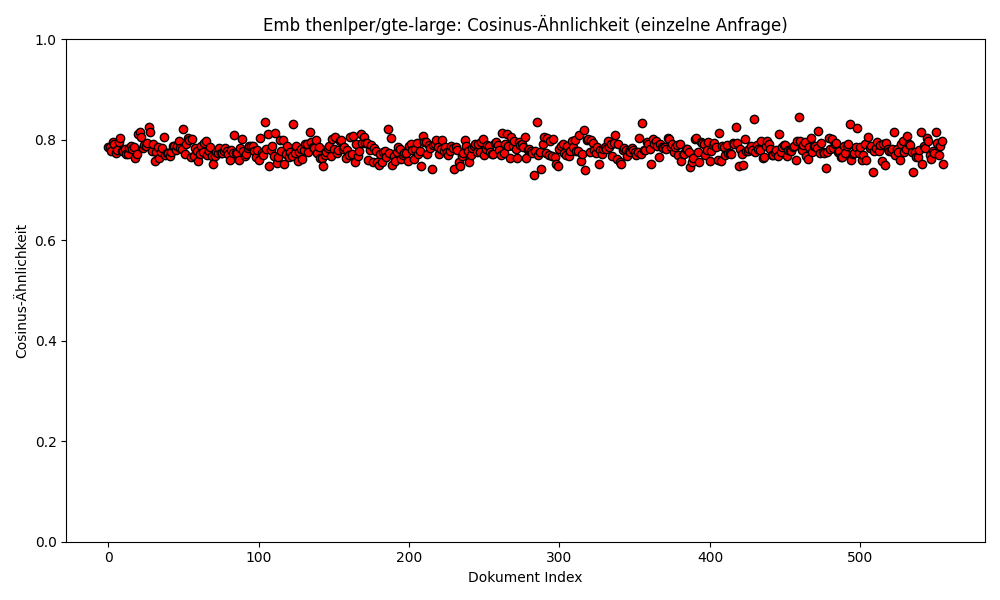 Emb thenlper/gte-large: Cosinus-Ähnlichkeit (einzelne Anfrage)
1.0
0.8
0.6
0.4
0.2
0.0
Cosinus-Ähnlichkeit
0 100 200 300 400 500
Dokument Index